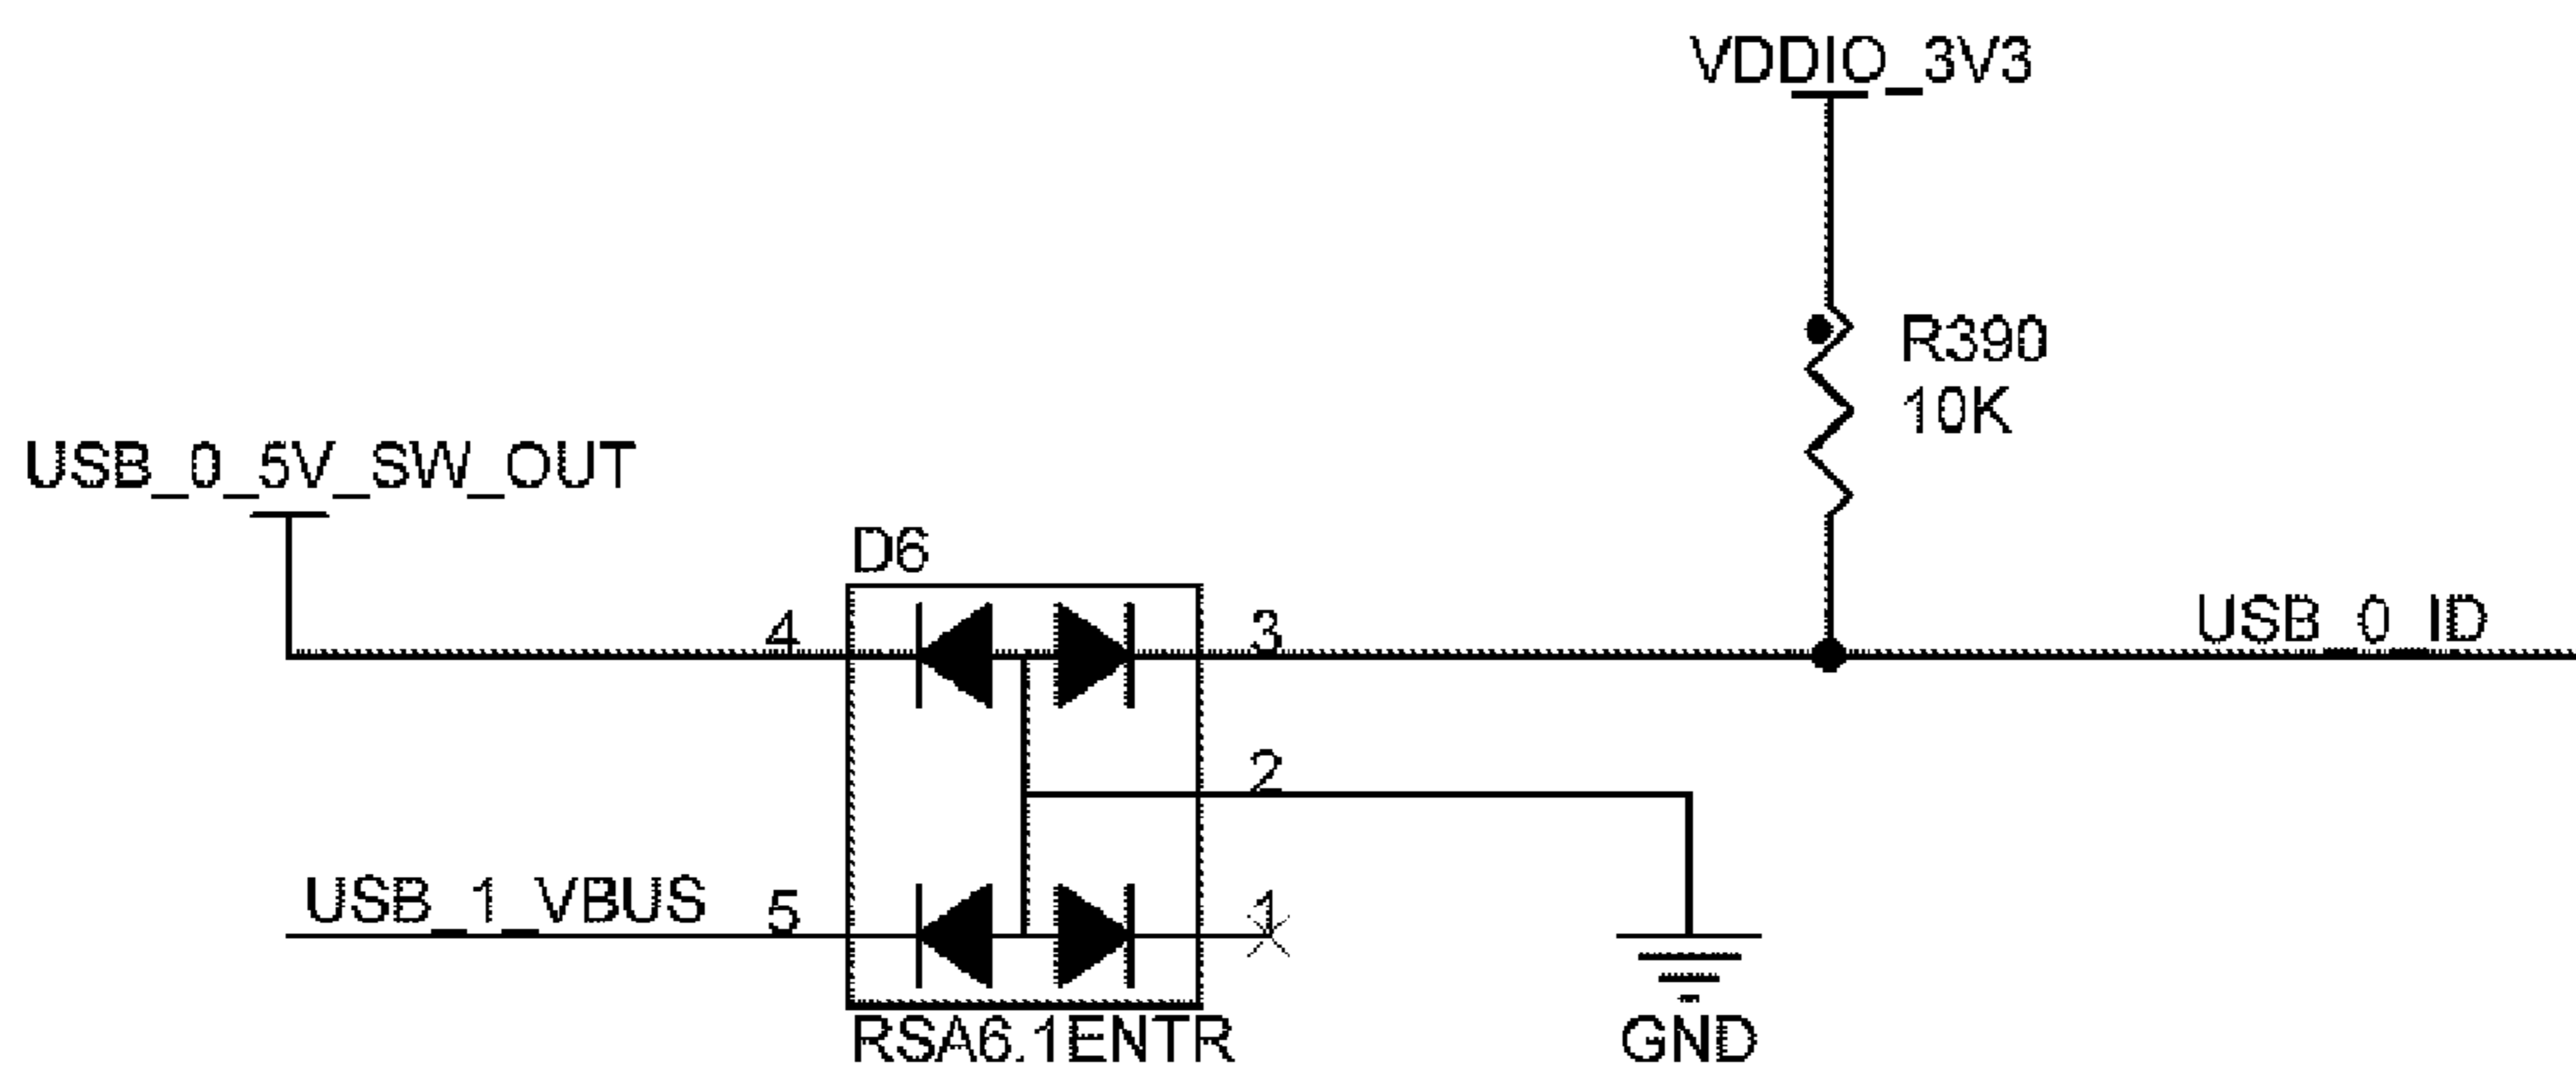 VDDIO_3V3
R390
10K
USB_0_5V_SW_OUT
D6
4
3
USB_0_ID
2
USB_1_VBUS
5
1
RSA6.1ENTR
GND